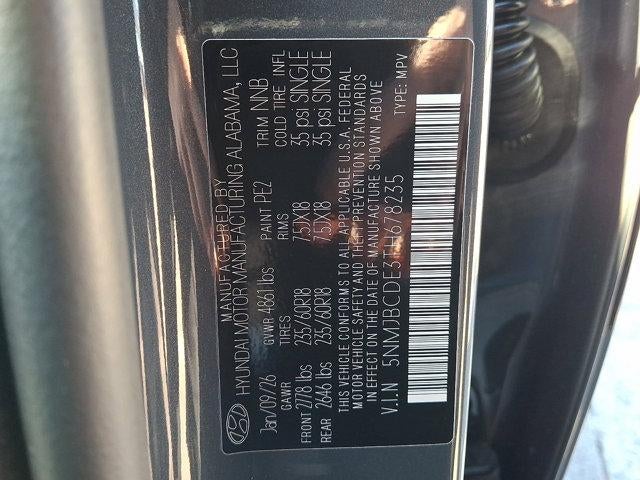 MANUFACTURED BY
HYUNDAI MOTOR MANUFACTURING ALABAMA, LLC
Jan/09/26 GVWR 4861 lbs PAINT PE2 TRIM NNB
GAWR TIRES RIMS COLD TIRE INFL
FRONT 2778 lbs 235/60R18 7.5JX18 35 psi SINGLE
REAR 2646 lbs 235/60R18 7.5JX18 35 psi SINGLE
THIS VEHICLE CONFORMS TO ALL APPLICABLE U.S.A. FEDERAL
MOTOR VEHICLE SAFETY AND THEFT PREVENTION STANDARDS
IN EFFECT ON THE DATE OF MANUFACTURE SHOWN ABOVE
V.I.N 5NMJBCDE3TH678235 TYPE: MPV